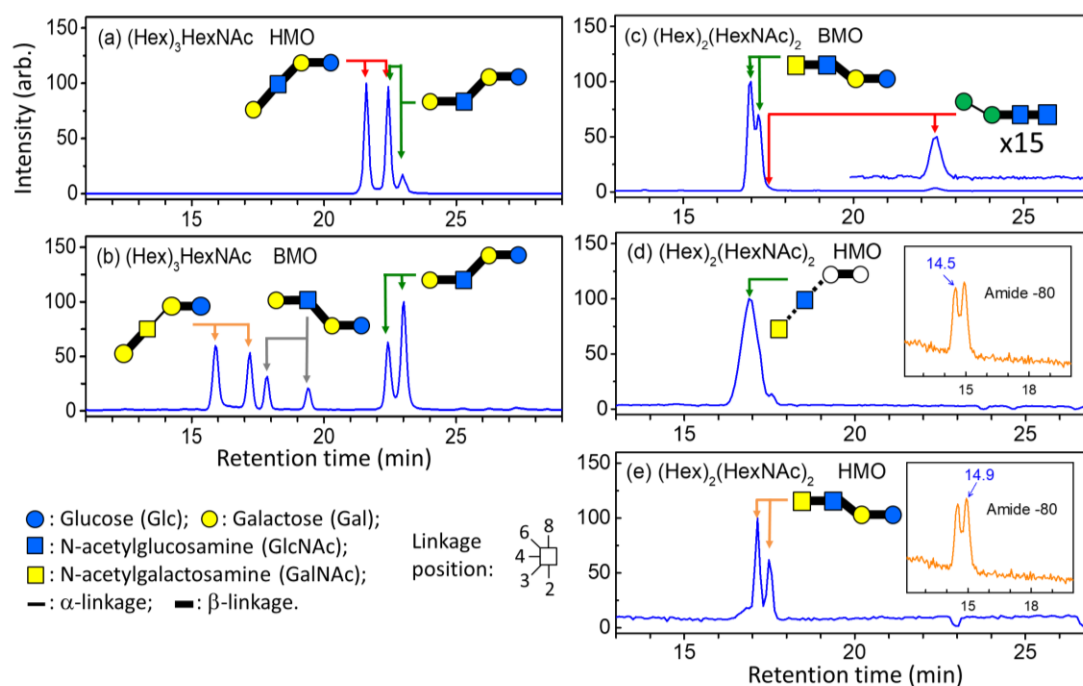 (a) (Hex)₃HexNAc HMO
150
100
50
0
15
20
25
Intensity (arb.)
(b) (Hex)₃HexNAc BMO
150
100
50
0
15
20
25
Retention time (min)
: Glucose (Glc); : Galactose (Gal);
: N-acetylglucosamine (GlcNAc);
: N-acetylgalactosamine (GalNAc);
: α-linkage; : β-linkage.
Linkage
position:
6 8
4
3 2
(c) (Hex)₂(HexNAc)₂ BMO
x15
150
100
50
0
15
20
25
(d) (Hex)₂(HexNAc)₂ HMO
14.5
Amide -80
15 18
150
100
50
0
15
20
25
(e) (Hex)₂(HexNAc)₂ HMO
14.9
Amide -80
15 18
150
100
50
0
15
20
25
Retention time (min)